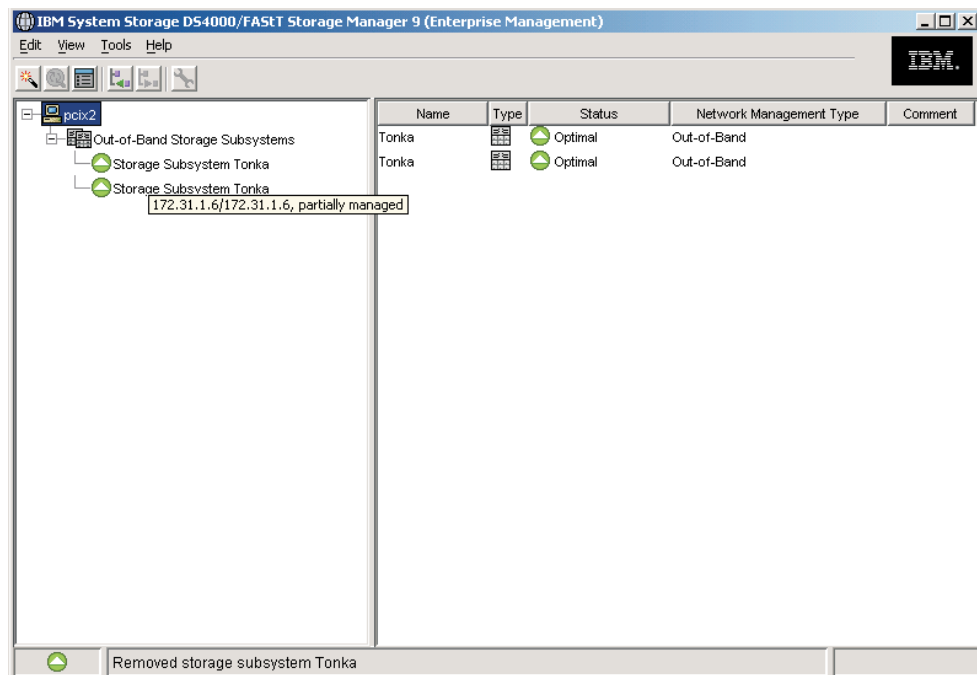 IBM System Storage DS4000/FAStT Storage Manager 9 (Enterprise Management)
Edit View Tools Help
IBM.
pcix2
Out-of-Band Storage Subsystems
Storage Subsystem Tonka
Storage Subsystem Tonka
172.31.1.6/172.31.1.6, partially managed
Name Type Status Network Management Type Comment
Tonka Optimal Out-of-Band
Tonka Optimal Out-of-Band
Removed storage subsystem Tonka